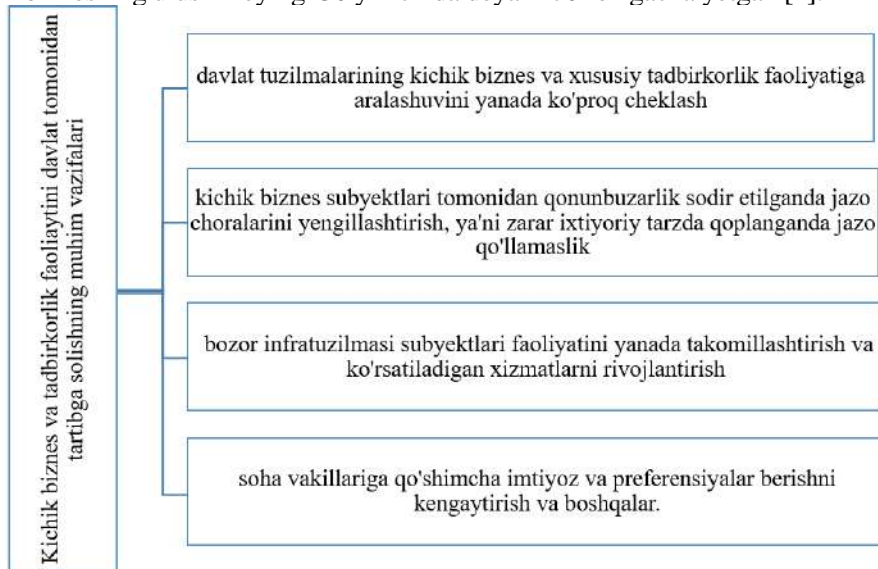 Kichik biznes va tadbirkorlik faoliaytini davlat tomonidan
tartibga solishning muhim vazifalari
davlat tuzilmalarining kichik biznes va xususiy tadbirkorlik faoliyatiga
aralashuvini yanada ko'proq cheklash
kichik biznes subyektlari tomonidan qonunbuzarlik sodir etilganda jazo
choralarini yengillashtirish, ya'ni zarar ixtiyoriy tarzda qoplanganda jazo
qo'llamaslik
bozor infratuzilmasi subyektlari faoliyatini yanada takomillashtirish va
ko'rsatiladigan xizmatlarni rivojlantirish
soha vakillariga qo'shimcha imtiyoz va preferensiyalar berishni
kengaytirish va boshqalar.